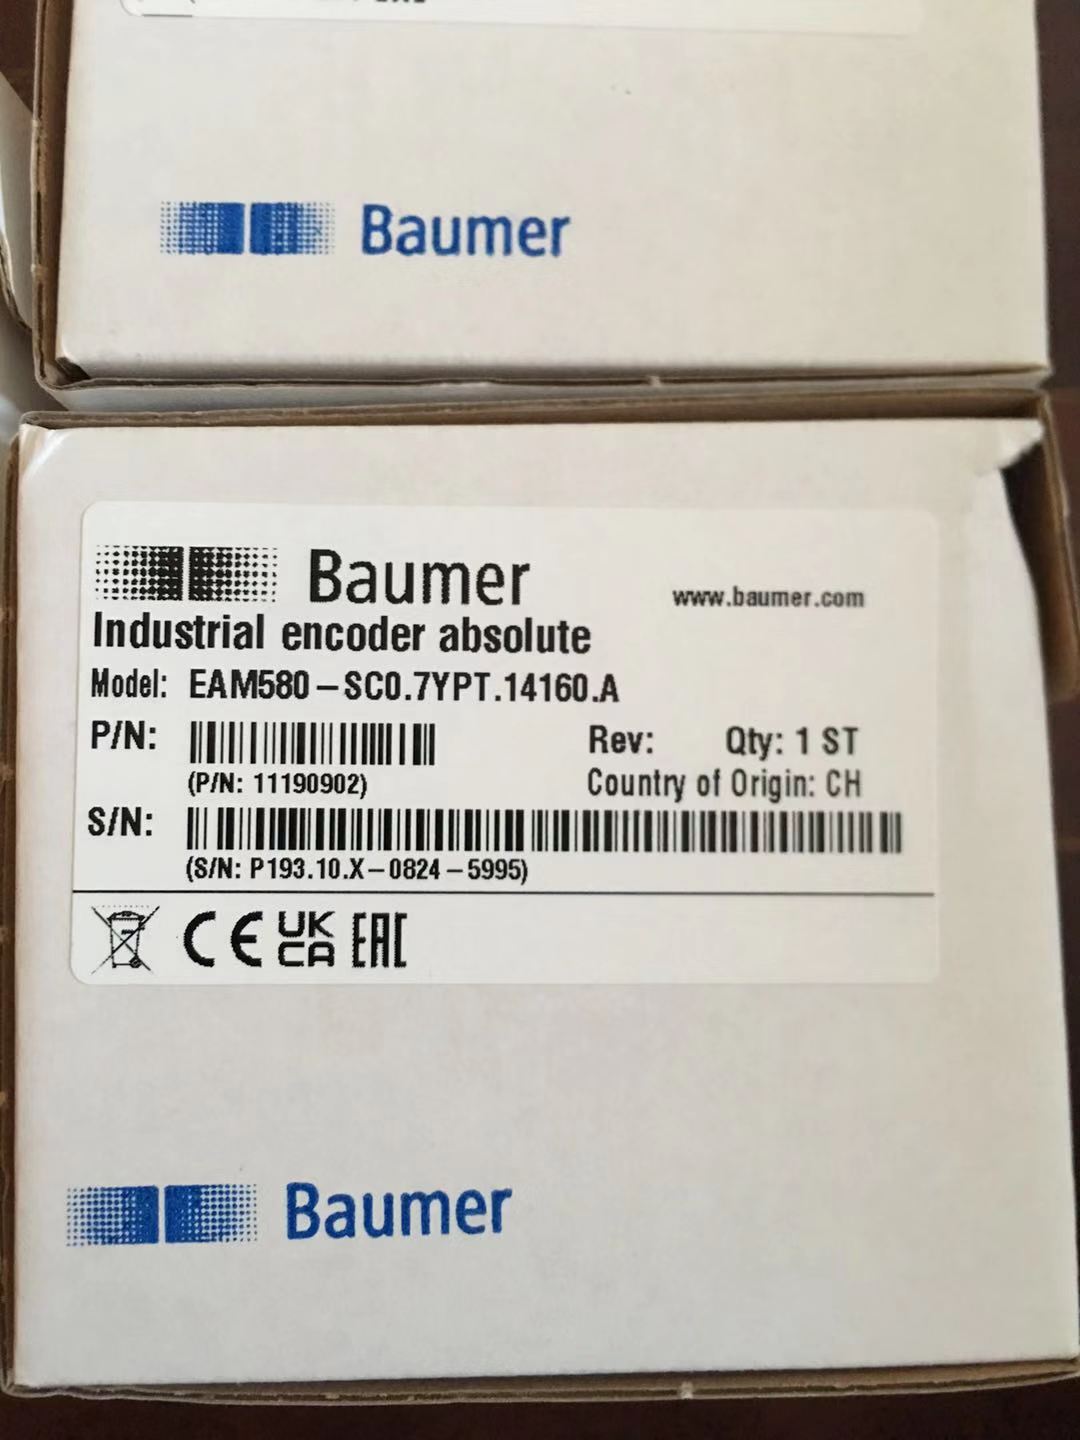 Baumer
Baumer
www.baumer.com
Industrial encoder absolute
Model: EAM580-SC0.7YPT.14160.A
P/N:
Rev: Qty: 1 ST
(P/N: 11190902)
Country of Origin: CH
S/N:
(S/N: P193.10.X-0824-5995)
CE UK CA EAC
Baumer